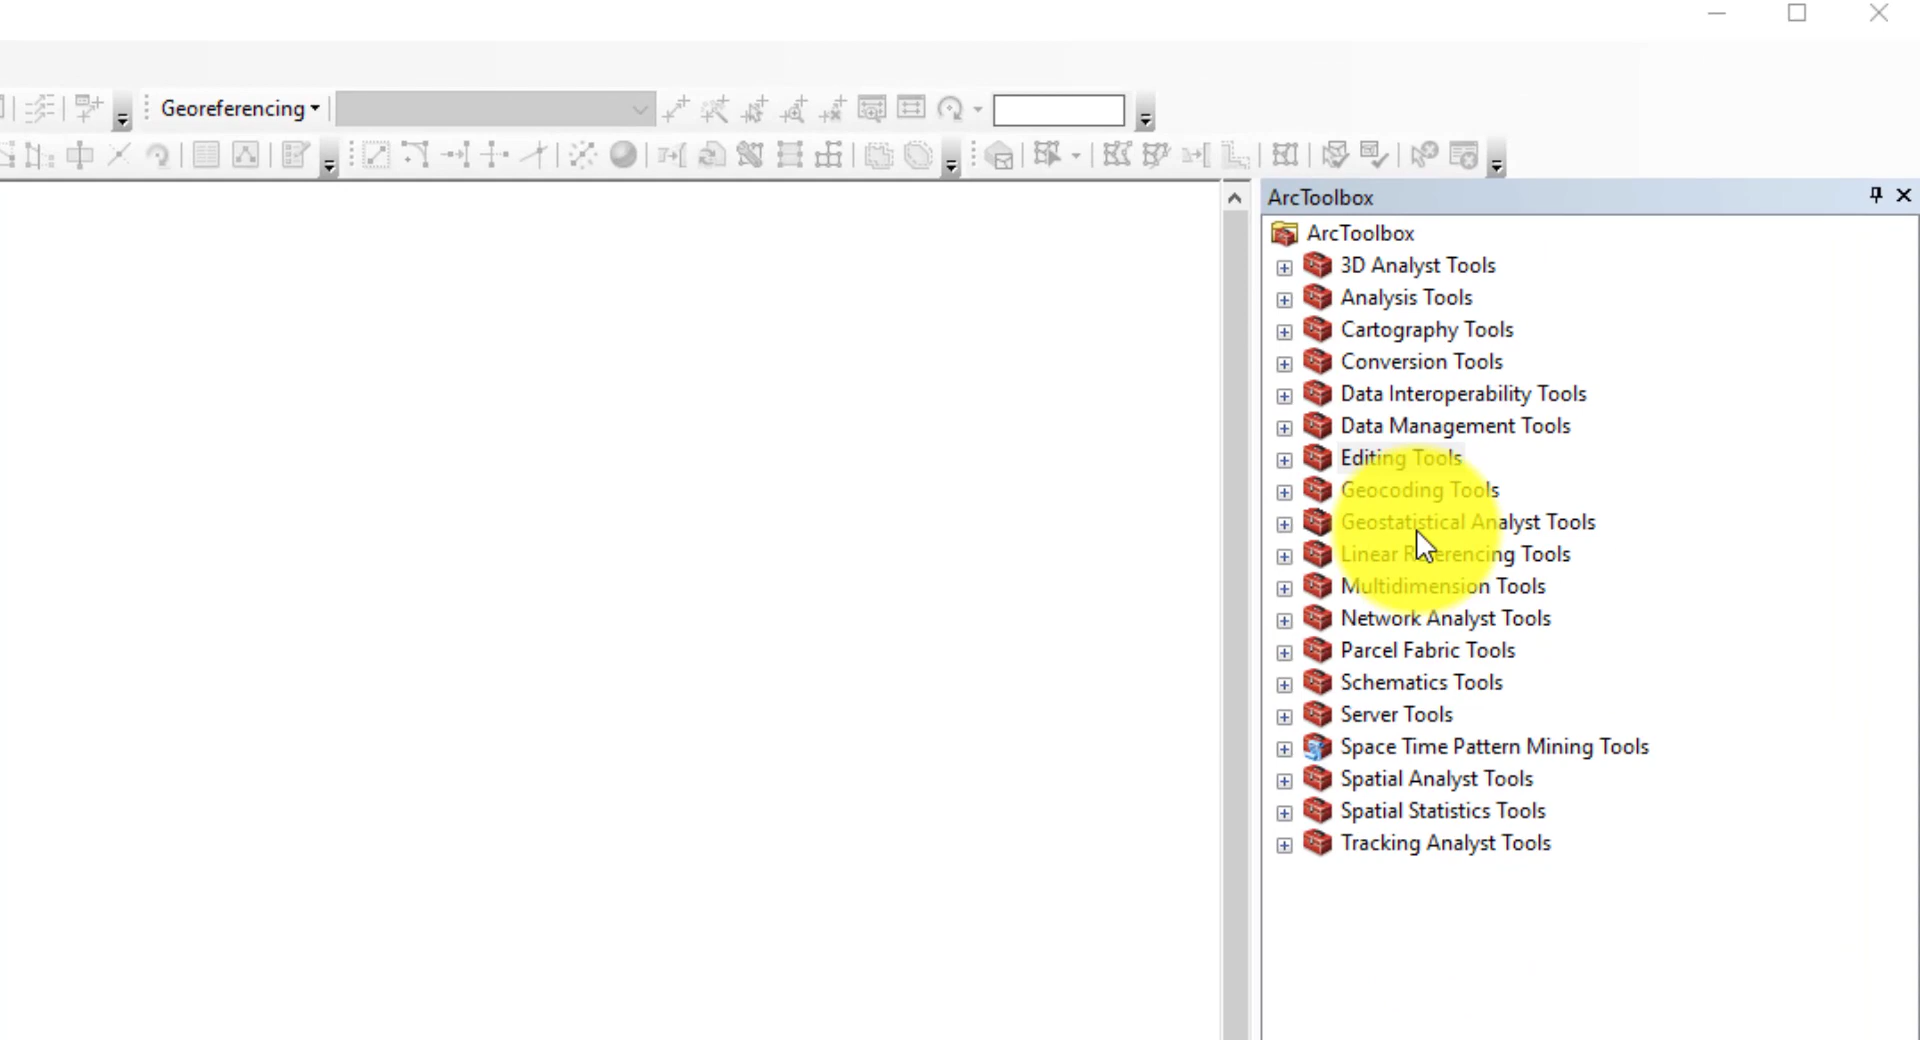 Georeferencing
ArcToolbox
ArcToolbox
3D Analyst Tools
Analysis Tools
Cartography Tools
Conversion Tools
Data Interoperability Tools
Data Management Tools
Editing Tools
Geocoding Tools
Geostatistical Analyst Tools
Linear Referencing Tools
Multidimension Tools
Network Analyst Tools
Parcel Fabric Tools
Schematics Tools
Server Tools
Space Time Pattern Mining Tools
Spatial Analyst Tools
Spatial Statistics Tools
Tracking Analyst Tools